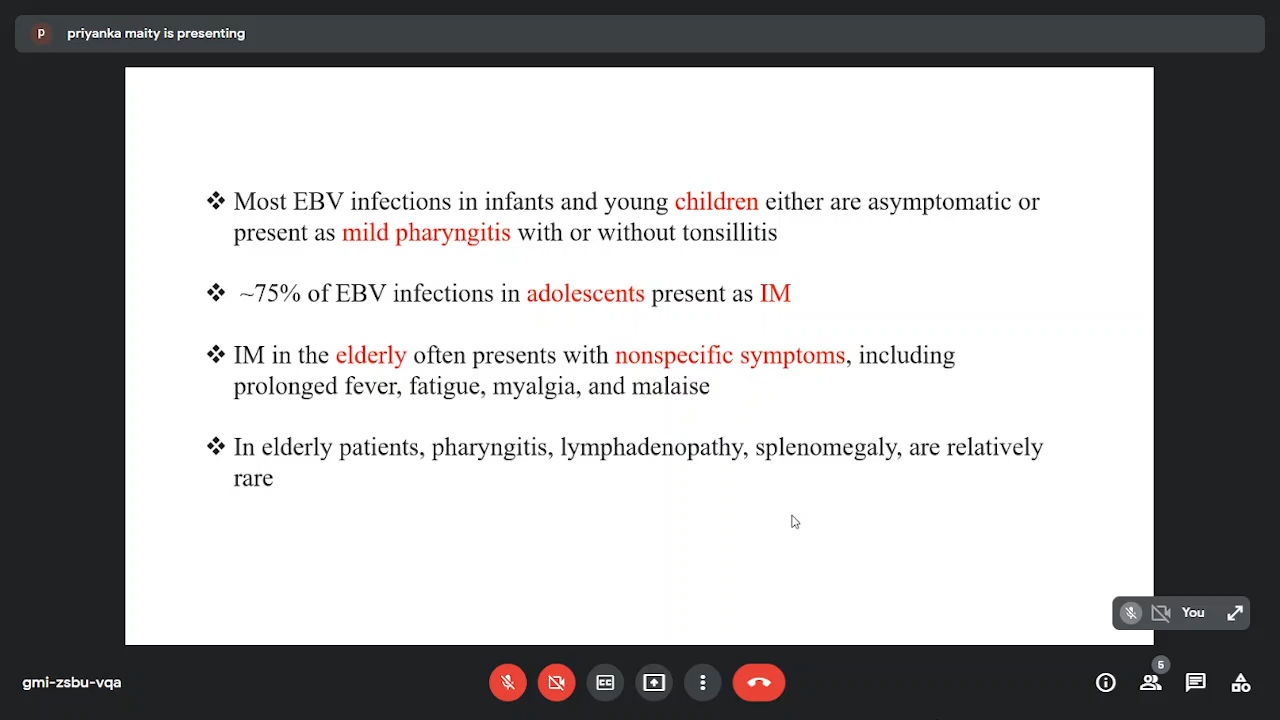 p priyanka maity is presenting
❖ Most EBV infections in infants and young children either are asymptomatic or
present as mild pharyngitis with or without tonsillitis
❖ ~75% of EBV infections in adolescents present as IM
❖ IM in the elderly often presents with nonspecific symptoms, including
prolonged fever, fatigue, myalgia, and malaise
❖ In elderly patients, pharyngitis, lymphadenopathy, splenomegaly, are relatively
rare
You
gmi-zsbu-vqa
CC
5